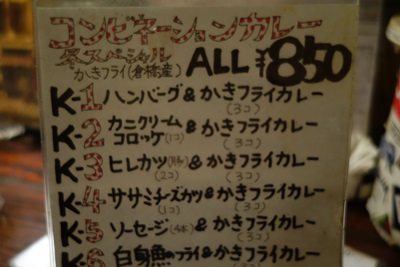 コンビネーションカレー
冬スペシャル
かきフライ(倉橋産) ALL ¥850
K-1 ハンバーグ&かきフライカレー
(3コ)
K-2 カニクリームコロッケ(1コ)&かきフライカレー
(3コ)
K-3 ヒレカツ&かきフライカレー
(2コ) (3コ)
K-4 ササミチーズカツ&かきフライカレー
(1コ) (3コ)
K-5 ソーセージ(4本)&かきフライカレー
(3コ)
K-6 白身魚のフライ&かきフライカレー